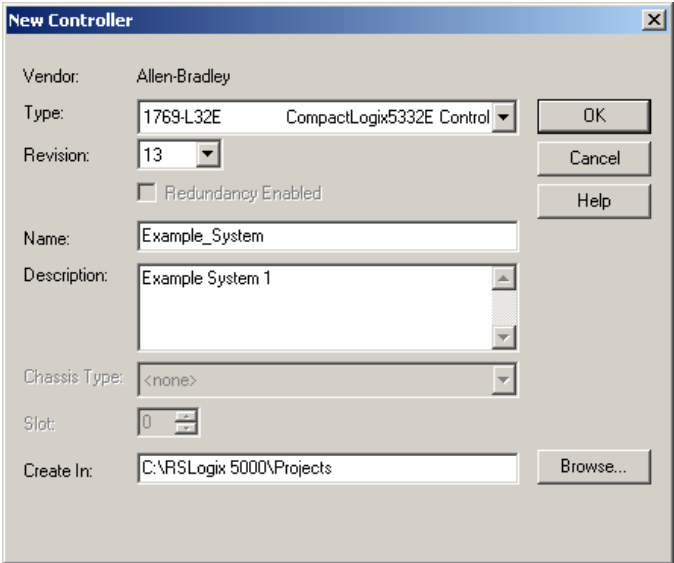 New Controller
Vendor: Allen-Bradley
Type: 1769-L32E CompactLogix5332E Control OK
Revision: 13 Cancel
Redundancy Enabled Help
Name: Example_System
Description: Example System 1
Chassis Type: <none>
Slot: 0
Create In: C:\RSLogix 5000\Projects Browse...